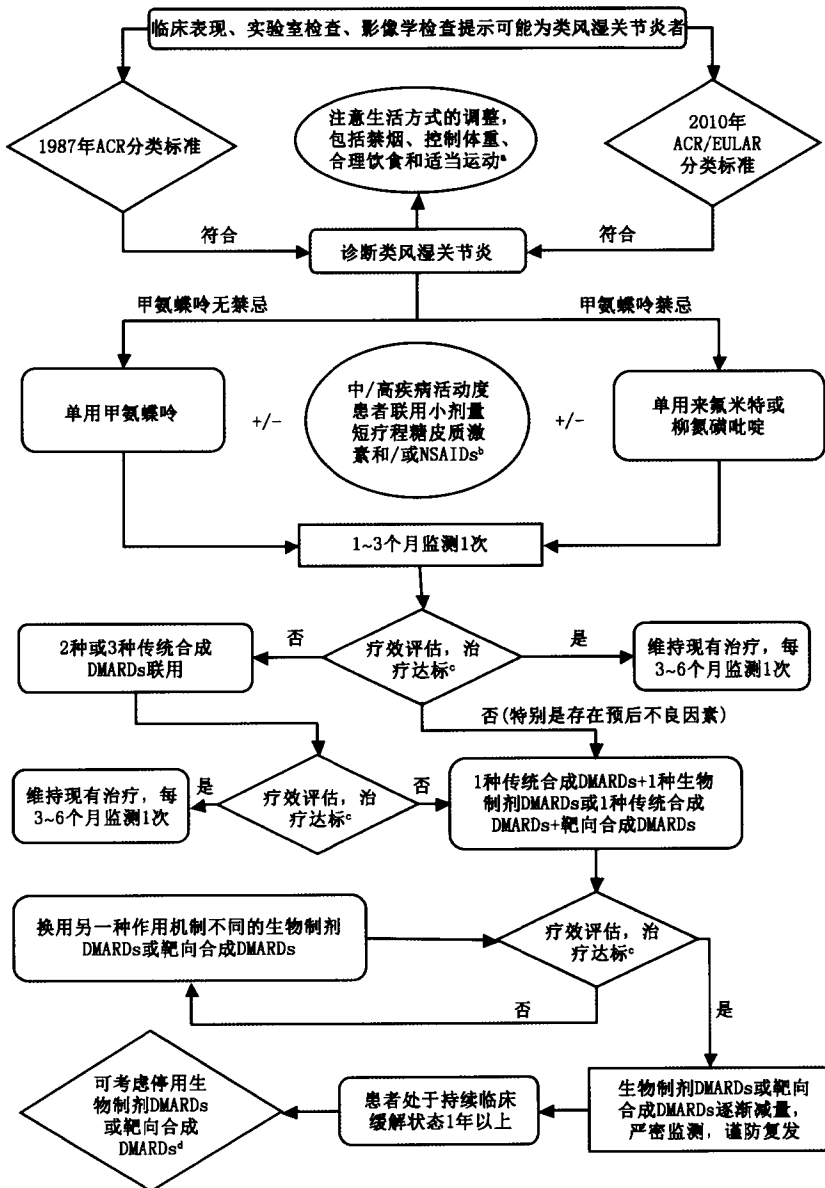 临床表现、实验室检查、影像学检查提示可能为类风湿关节炎者
1987年ACR分类标准
注意生活方式的调整,
包括禁烟、控制体重、
合理饮食和适当运动ᵃ
2010年
ACR/EULAR
分类标准
符合
诊断类风湿关节炎
符合
甲氨蝶呤无禁忌
甲氨蝶呤禁忌
单用甲氨蝶呤
+/-
中/高疾病活动度
患者联用小剂量
短疗程糖皮质激
素和/或NSAIDsᵇ
+/-
单用来氟米特或
柳氮磺吡啶
1~3个月监测1次
2种或3种传统合成
DMARDs联用
否
疗效评估, 治
疗达标ᶜ
是
维持现有治疗, 每
3~6个月监测1次
否(特别是存在预后不良因素)
维持现有治疗, 每
3~6个月监测1次
是
疗效评估, 治
疗达标ᶜ
否
1种传统合成DMARDs+1种生物
制剂DMARDs或1种传统合成
DMARDs+靶向合成DMARDs
换用另一种作用机制不同的生物制剂
DMARDs或靶向合成DMARDs
疗效评估, 治
疗达标ᶜ
否
是
可考虑停用生
物制剂DMARDs
或靶向合成
DMARDsᵈ
患者处于持续临床
缓解状态1年以上
生物制剂DMARDs或靶向
合成DMARDs逐渐减量,
严密监测, 谨防复发